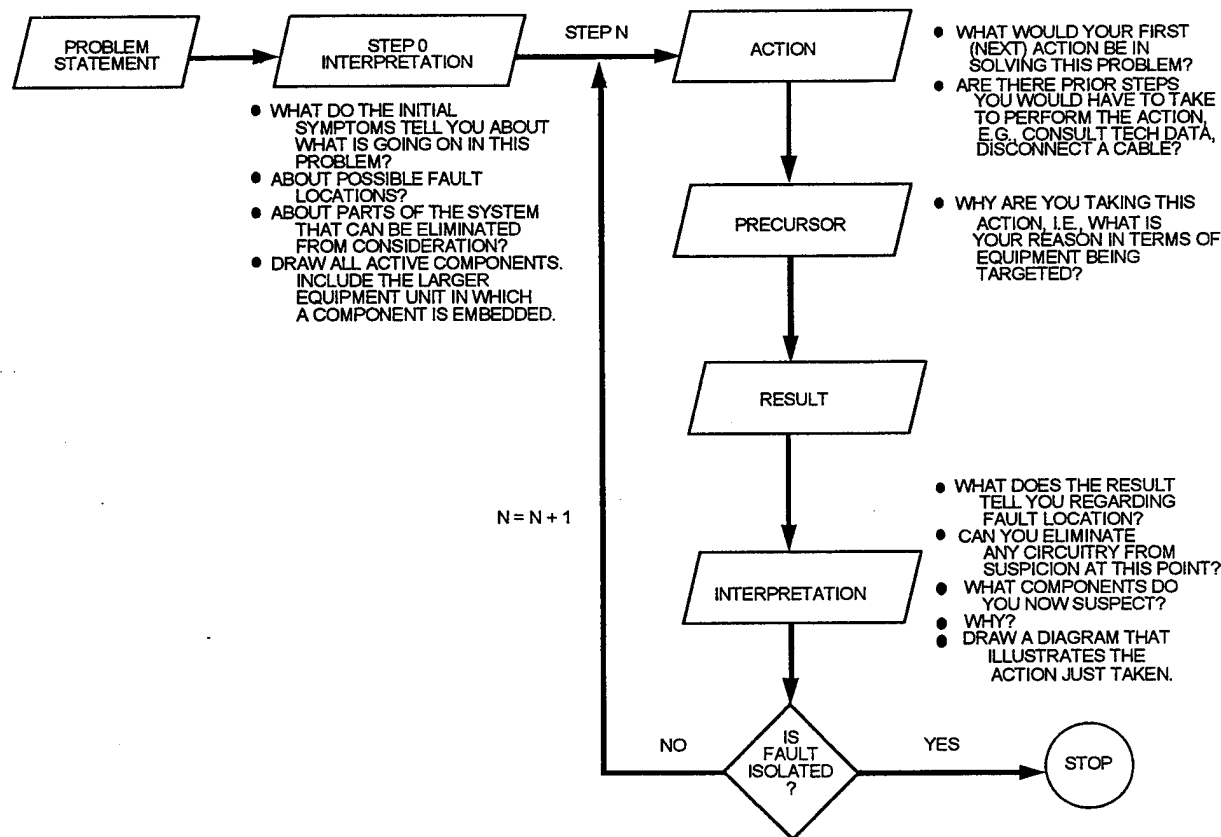 PROBLEM
STATEMENT
STEP 0
INTERPRETATION
STEP N
ACTION
• WHAT WOULD YOUR FIRST
(NEXT) ACTION BE IN
SOLVING THIS PROBLEM?
• ARE THERE PRIOR STEPS
YOU WOULD HAVE TO TAKE
TO PERFORM THE ACTION,
E.G., CONSULT TECH DATA,
DISCONNECT A CABLE?
• WHAT DO THE INITIAL
SYMPTOMS TELL YOU ABOUT
WHAT IS GOING ON IN THIS
PROBLEM?
• ABOUT POSSIBLE FAULT
LOCATIONS?
• ABOUT PARTS OF THE SYSTEM
THAT CAN BE ELIMINATED
FROM CONSIDERATION?
• DRAW ALL ACTIVE COMPONENTS.
INCLUDE THE LARGER
EQUIPMENT UNIT IN WHICH
A COMPONENT IS EMBEDDED.
PRECURSOR
• WHY ARE YOU TAKING THIS
ACTION, I.E., WHAT IS
YOUR REASON IN TERMS OF
EQUIPMENT BEING
TARGETED?
RESULT
N = N + 1
INTERPRETATION
• WHAT DOES THE RESULT
TELL YOU REGARDING
FAULT LOCATION?
• CAN YOU ELIMINATE
ANY CIRCUITRY FROM
SUSPICION AT THIS POINT?
• WHAT COMPONENTS DO
YOU NOW SUSPECT?
• WHY?
• DRAW A DIAGRAM THAT
ILLUSTRATES THE
ACTION JUST TAKEN.
NO
IS
FAULT
ISOLATED
?
YES
STOP